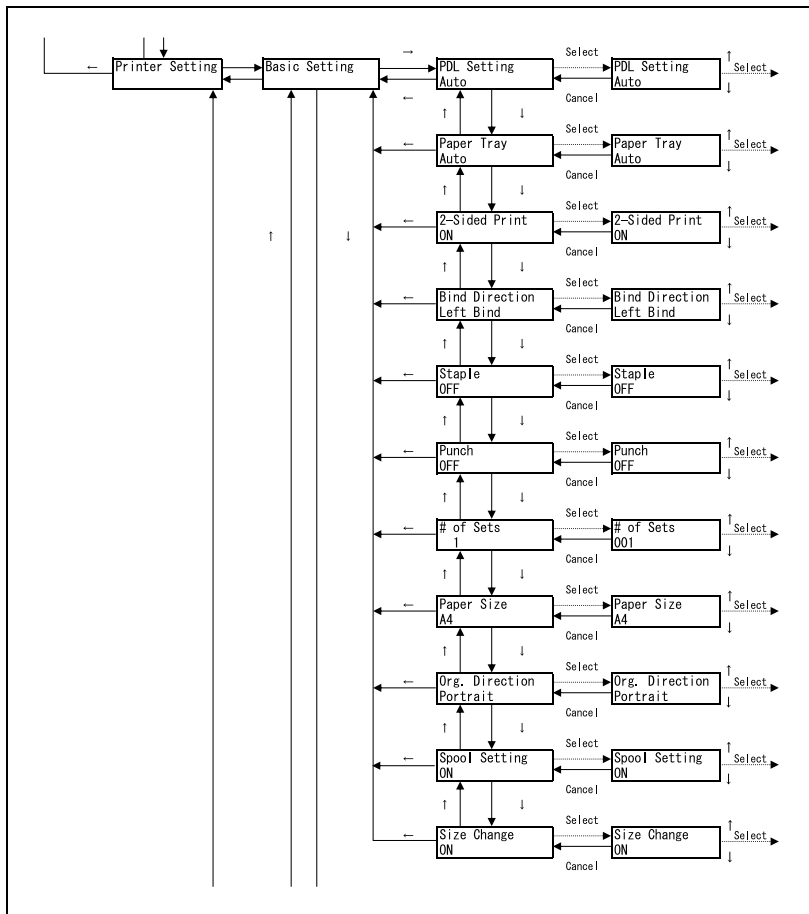 → Select ↑
Printer Setting Basic Setting PDL Setting PDL Setting Select
← Auto Auto
← Cancel ↓
↑ ↓ Select ↑
← Paper Tray Paper Tray Select
Auto Auto
Cancel ↓
↑ ↓ Select ↑
← 2-Sided Print 2-Sided Print Select
ON ON
↑ ↓ Cancel ↓
↑ ↓ Select ↑
← Bind Direction Bind Direction Select
Left Bind Left Bind
Cancel ↓
↑ ↓ Select ↑
← Staple Staple Select
OFF OFF
Cancel ↓
↑ ↓ Select ↑
← Punch Punch Select
OFF OFF
Cancel ↓
↑ ↓ Select ↑
← # of Sets # of Sets Select
1 001
Cancel ↓
↑ ↓ Select ↑
← Paper Size Paper Size Select
A4 A4
Cancel ↓
↑ ↓ Select ↑
← Org. Direction Org. Direction Select
Portrait Portrait
Cancel ↓
↑ ↓ Select ↑
← Spool Setting Spool Setting Select
ON ON
Cancel ↓
↑ ↓ Select ↑
← Size Change Size Change Select
ON ON
Cancel ↓